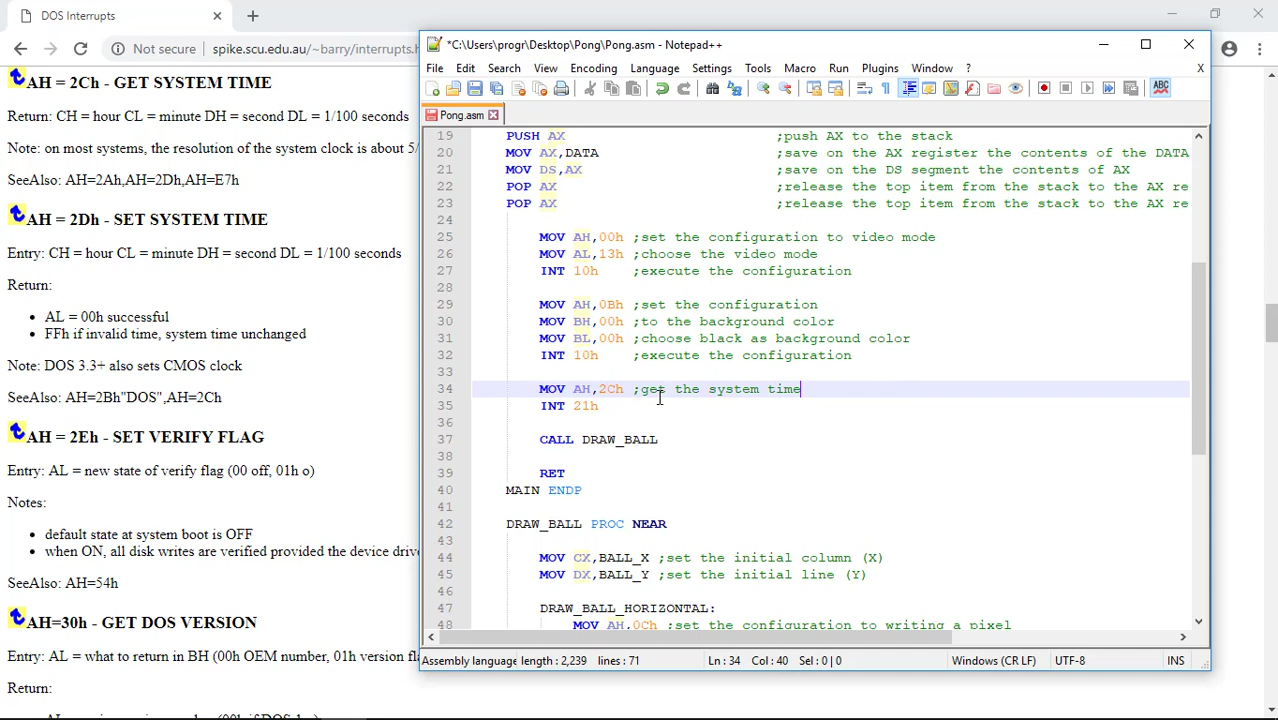 DOS Interrupts
Not secure
spike.scu.edu.au/~barry/interrupts.h
AH = 2Ch - GET SYSTEM TIME
Return: CH = hour CL = minute DH = second DL = 1/100 seconds
Note: on most systems, the resolution of the system clock is about 5/
SeeAlso: AH=2Ah,AH=2Dh,AH=E7h
AH = 2Dh - SET SYSTEM TIME
Entry: CH = hour CL = minute DH = second DL = 1/100 seconds
Return:
AL = 00h successful
FFh if invalid time, system time unchanged
Note: DOS 3.3+ also sets CMOS clock
SeeAlso: AH=2Bh"DOS",AH=2Ch
AH = 2Eh - SET VERIFY FLAG
Entry: AL = new state of verify flag (00 off, 01h o)
Notes:
default state at system boot is OFF
when ON, all disk writes are verified provided the device drive
SeeAlso: AH=54h
AH=30h - GET DOS VERSION
Entry: AL = what to return in BH (00h OEM number, 01h version fla
Return:
*C:\Users\progr\Desktop\Pong\Pong.asm - Notepad++
File Edit Search View Encoding Language Settings Tools Macro Run Plugins Window ? X
Pong.asm
19 PUSH AX ;push AX to the stack
20 MOV AX,DATA ;save on the AX register the contents of the DATA
21 MOV DS,AX ;save on the DS segment the contents of AX
22 POP AX ;release the top item from the stack to the AX re
23 POP AX ;release the top item from the stack to the AX re
24
25 MOV AH,00h ;set the configuration to video mode
26 MOV AL,13h ;choose the video mode
27 INT 10h ;execute the configuration
28
29 MOV AH,0Bh ;set the configuration
30 MOV BH,00h ;to the background color
31 MOV BL,00h ;choose black as background color
32 INT 10h ;execute the configuration
33
34 MOV AH,2Ch ;get the system time
35 INT 21h
36
37 CALL DRAW_BALL
38
39 RET
40 MAIN ENDP
41
42 DRAW_BALL PROC NEAR
43
44 MOV CX,BALL_X ;set the initial column (X)
45 MOV DX,BALL_Y ;set the initial line (Y)
46
47 DRAW_BALL_HORIZONTAL:
48 MOV AH,0Ch ;set the configuration to writing a pixel
Assembly language length : 2,239 lines : 71 Ln : 34 Col : 40 Sel : 0 | 0 Windows (CR LF) UTF-8 INS